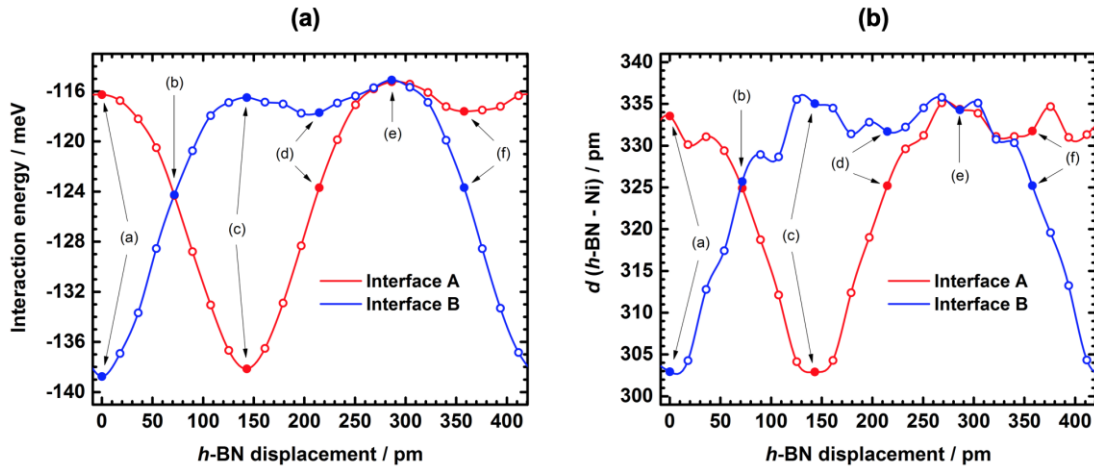 (a)
Interaction energy / meV
-116
-120
-124
-128
-132
-136
-140
(b)
(a)
(c)
(d)
(e)
(f)
Interface A
Interface B
0 50 100 150 200 250 300 350 400
h-BN displacement / pm
(b)
d (h-BN - Ni) / pm
340
335
330
325
320
315
310
305
300
(b)
(a)
(c)
(d)
(e)
(f)
Interface A
Interface B
0 50 100 150 200 250 300 350 400
h-BN displacement / pm